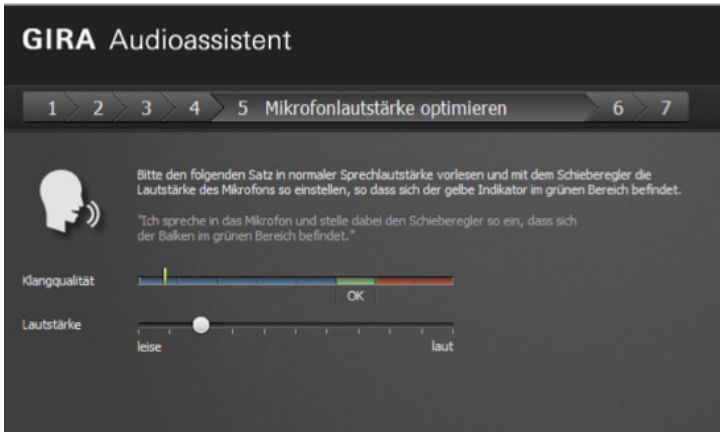 GIRA Audioassistent
1 2 3 4 5 Mikrofonlautstärke optimieren 6 7
Bitte den folgenden Satz in normaler Sprechlautstärke vorlesen und mit dem Schieberegler die
Lautstärke des Mikrofons so einstellen, so dass sich der gelbe Indikator im grünen Bereich befindet.
"Ich spreche in das Mikrofon und stelle dabei den Schieberegler so ein, dass sich
der Balken im grünen Bereich befindet."
Klangqualität
OK
Lautstärke
leise laut